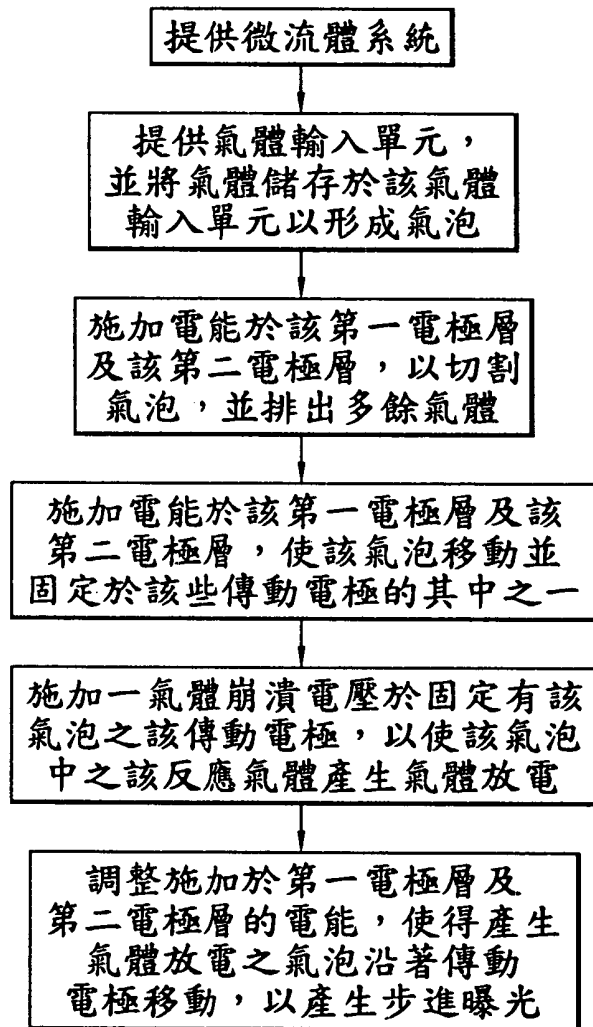 提供微流體系統
提供氣體輸入單元，
並將氣體儲存於該氣體
輸入單元以形成氣泡
施加電能於該第一電極層
及該第二電極層，以切割
氣泡，並排出多餘氣體
施加電能於該第一電極層及該
第二電極層，使該氣泡移動並
固定於該些傳動電極的其中之一
施加一氣體崩潰電壓於固定有該
氣泡之該傳動電極，以使該氣泡
中之該反應氣體產生氣體放電
調整施加於第一電極層及
第二電極層的電能，使得產生
氣體放電之氣泡沿著傳動
電極移動，以產生步進曝光